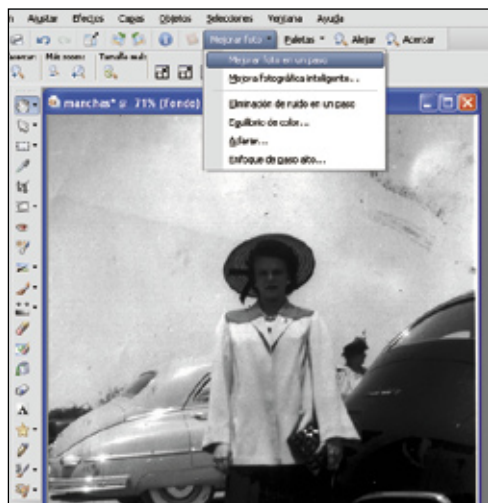 Ajustar Efectos Capas Objetos Selecciones Ventana Ayuda
Mejorar foto Paletas Alejar Acercar
Más zoom: Tamaño real:
manchas* @ 71% (Fondo)
Mejorar foto en un paso
Mejora fotográfica inteligente...
Eliminación de ruido en un paso
Equilibrio de color...
Aclarar...
Enfoque de paso alto...
A